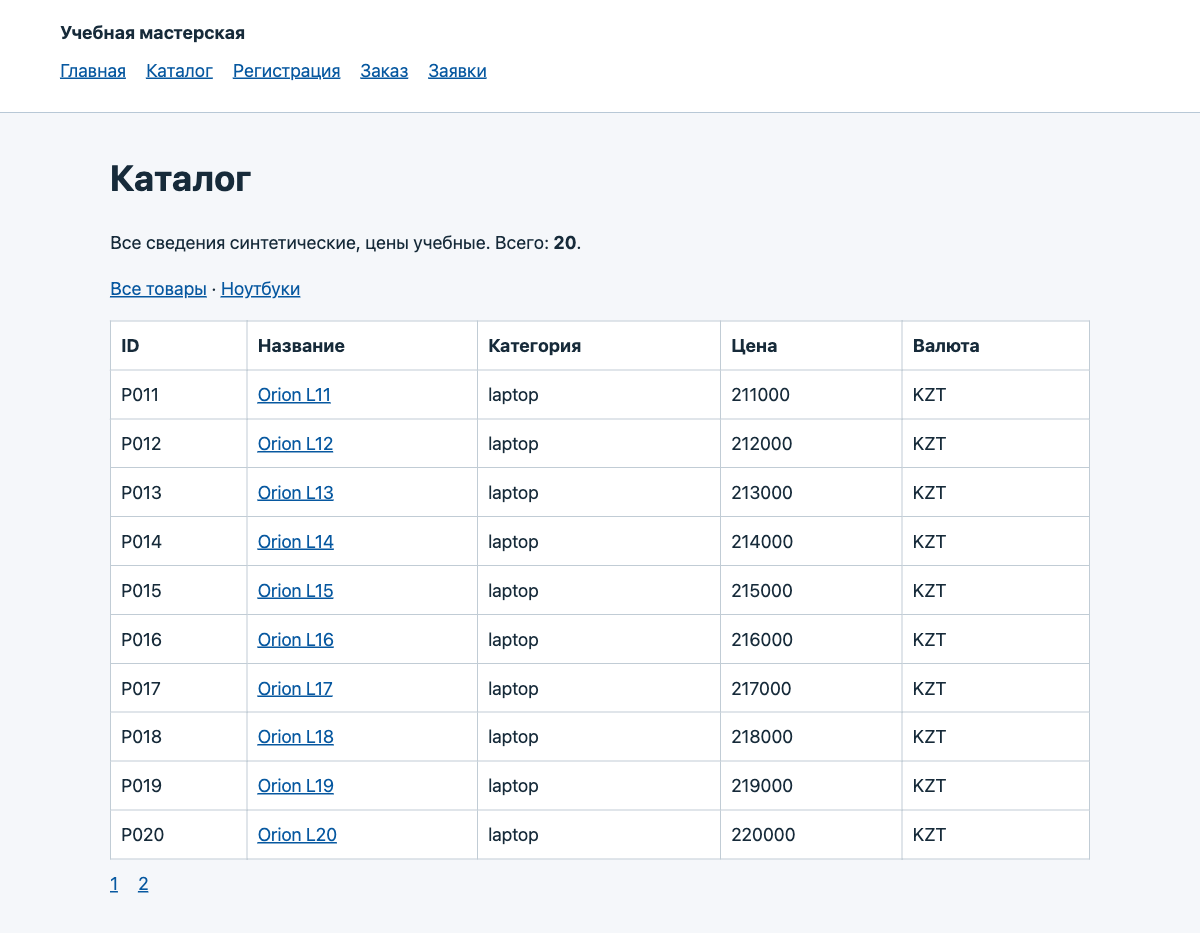 Учебная мастерская
Главная Каталог Регистрация Заказ Заявки
Каталог
Все сведения синтетические, цены учебные. Всего: 20.
Все товары · Ноутбуки
ID Название Категория Цена Валюта
P011 Orion L11 laptop 211000 KZT
P012 Orion L12 laptop 212000 KZT
P013 Orion L13 laptop 213000 KZT
P014 Orion L14 laptop 214000 KZT
P015 Orion L15 laptop 215000 KZT
P016 Orion L16 laptop 216000 KZT
P017 Orion L17 laptop 217000 KZT
P018 Orion L18 laptop 218000 KZT
P019 Orion L19 laptop 219000 KZT
P020 Orion L20 laptop 220000 KZT
1 2